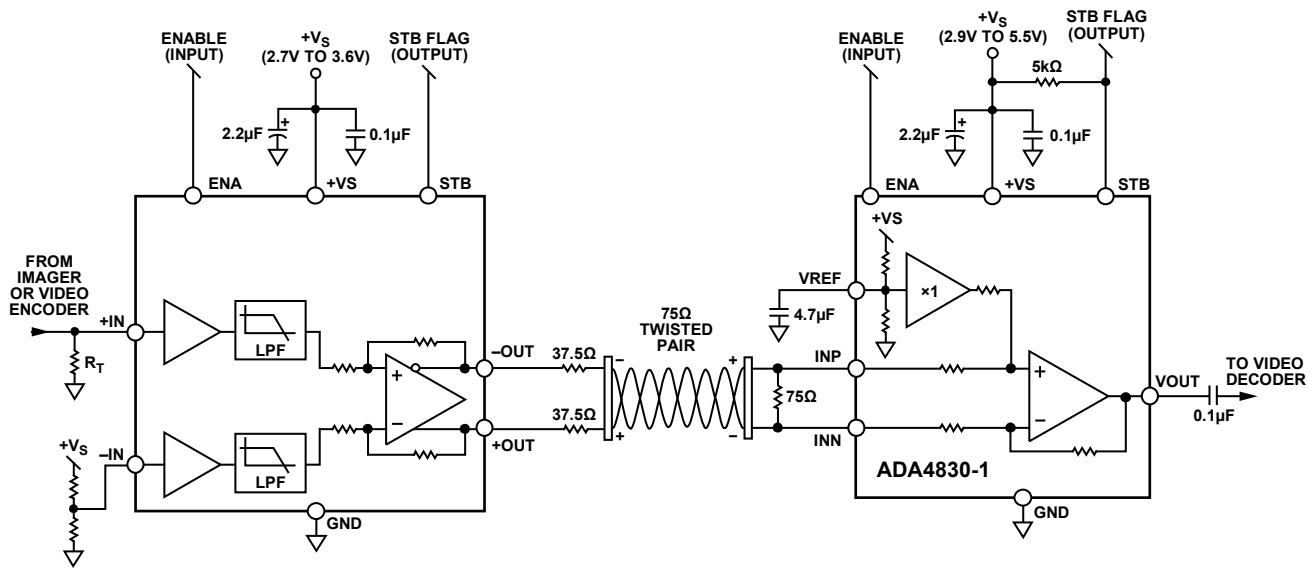 ENABLE
(INPUT)
+VS
(2.7V TO 3.6V)
STB FLAG
(OUTPUT)
2.2µF
+
0.1µF
ENA
+VS
STB
FROM
IMAGER
OR VIDEO
ENCODER
+IN
RT
LPF
+
–
–OUT
+OUT
+VS
–IN
LPF
GND
37.5Ω
37.5Ω
75Ω
TWISTED
PAIR
–
+
+
–
75Ω
ENABLE
(INPUT)
+VS
(2.9V TO 5.5V)
STB FLAG
(OUTPUT)
5kΩ
2.2µF
+
0.1µF
ENA
+VS
STB
+VS
VREF
4.7µF
×1
INP
INN
+
–
VOUT
0.1µF
TO VIDEO
DECODER
ADA4830-1
GND